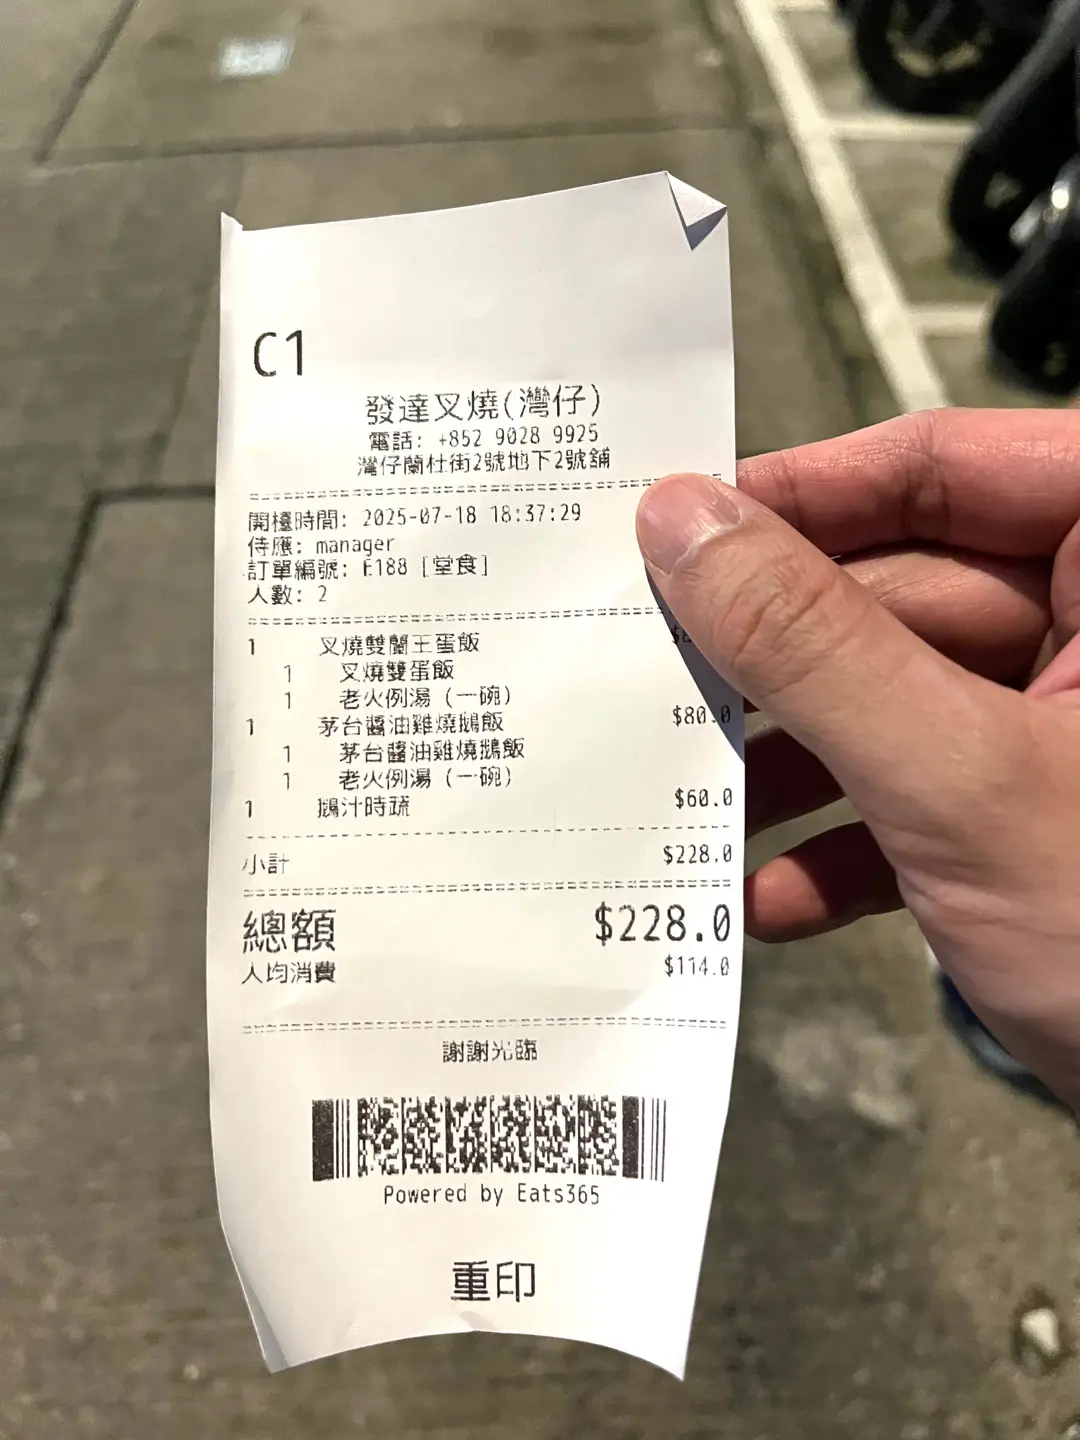 C1
發達叉燒(灣仔)
電話: +852 9028 9925
灣仔蘭杜街2號地下2號舖
開檯時間: 2025-07-18 18:37:29
侍應: manager
訂單編號: E188 [堂食]
人數: 2
1 叉燒雙蘭王蛋飯
1 叉燒雙蛋飯
1 老火例湯 (一碗)
1 茅台醬油雞燒鵝飯 $80.0
1 茅台醬油雞燒鵝飯
1 老火例湯 (一碗)
1 鵝汁時蔬 $60.0
小計 $228.0
總額 $228.0
人均消費 $114.0
謝謝光臨
Powered by Eats365
重印